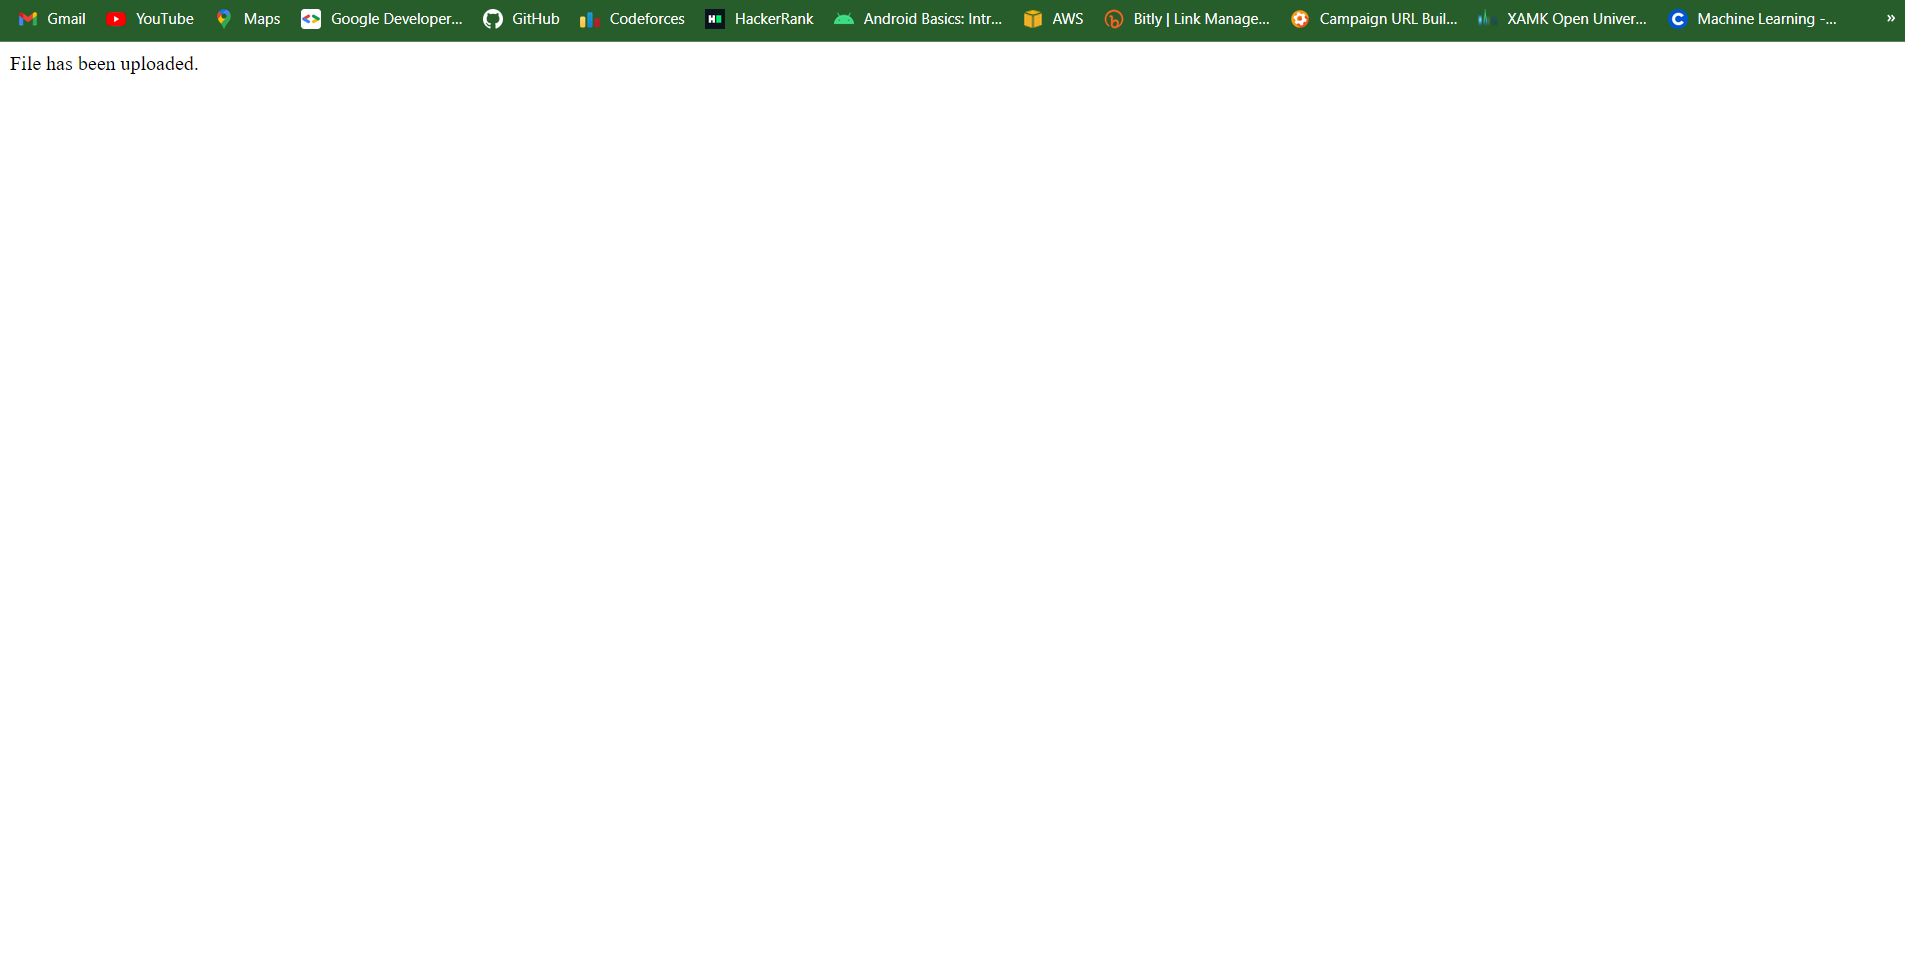 Gmail YouTube Maps Google Developer... GitHub Codeforces HackerRank Android Basics: Intr... AWS Bitly | Link Manage... Campaign URL Buil... XAMK Open Univer... Machine Learning -... »
File has been uploaded.